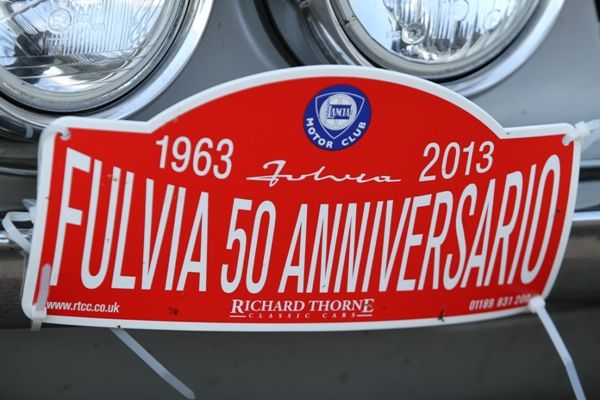 LANCIA
MOTOR CLUB
1963 Fulvia 2013
FULVIA 50 ANNIVERSARIO
www.rtcc.co.uk
RICHARD THORNE
CLASSIC CARS